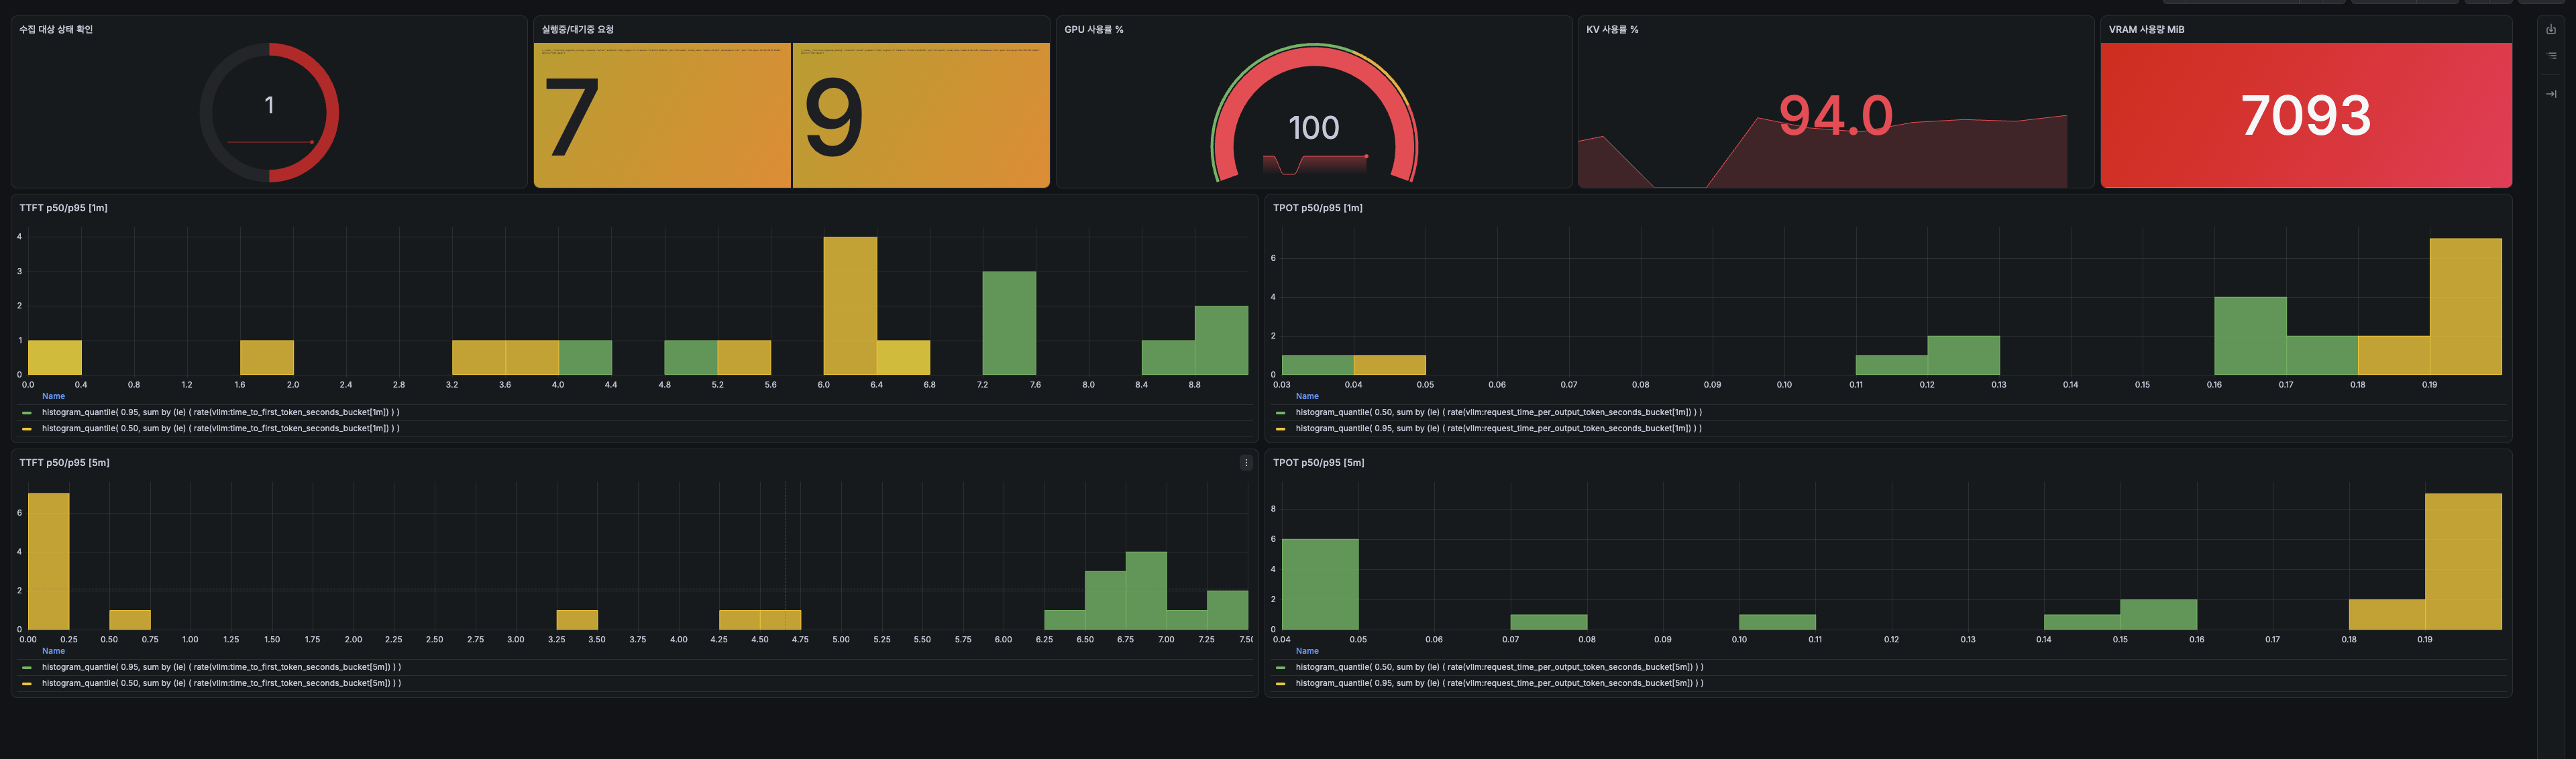 수집 대상 상태 확인
1
실행중/대기중 요청
7
9
GPU 사용률 %
100
KV 사용률 %
94.0
VRAM 사용량 MiB
7093
TTFT p50/p95 [1m]
4
3
2
1
0
0.0 0.4 0.8 1.2 1.6 2.0 2.4 2.8 3.2 3.6 4.0 4.4 4.8 5.2 5.6 6.0 6.4 6.8 7.2 7.6 8.0 8.4 8.8
Name
histogram_quantile( 0.95, sum by (le) ( rate(vllm:time_to_first_token_seconds_bucket[1m]) ) )
histogram_quantile( 0.50, sum by (le) ( rate(vllm:time_to_first_token_seconds_bucket[1m]) ) )
TPOT p50/p95 [1m]
6
4
2
0
0.03 0.04 0.05 0.06 0.07 0.08 0.09 0.10 0.11 0.12 0.13 0.14 0.15 0.16 0.17 0.18 0.19
Name
histogram_quantile( 0.50, sum by (le) ( rate(vllm:request_time_per_output_token_seconds_bucket[1m]) ) )
histogram_quantile( 0.95, sum by (le) ( rate(vllm:request_time_per_output_token_seconds_bucket[1m]) ) )
TTFT p50/p95 [5m]
6
4
2
0
0.00 0.25 0.50 0.75 1.00 1.25 1.50 1.75 2.00 2.25 2.50 2.75 3.00 3.25 3.50 3.75 4.00 4.25 4.50 4.75 5.00 5.25 5.50 5.75 6.00 6.25 6.50 6.75 7.00 7.25 7.50
Name
histogram_quantile( 0.95, sum by (le) ( rate(vllm:time_to_first_token_seconds_bucket[5m]) ) )
histogram_quantile( 0.50, sum by (le) ( rate(vllm:time_to_first_token_seconds_bucket[5m]) ) )
TPOT p50/p95 [5m]
8
6
4
2
0
0.04 0.05 0.06 0.07 0.08 0.09 0.10 0.11 0.12 0.13 0.14 0.15 0.16 0.17 0.18 0.19
Name
histogram_quantile( 0.50, sum by (le) ( rate(vllm:request_time_per_output_token_seconds_bucket[5m]) ) )
histogram_quantile( 0.95, sum by (le) ( rate(vllm:request_time_per_output_token_seconds_bucket[5m]) ) )